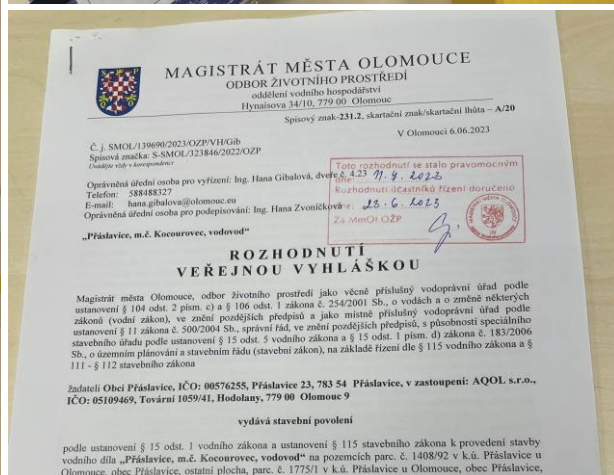 MAGISTRÁT MĚSTA OLOMOUCE
ODBOR ŽIVOTNÍHO PROSTŘEDÍ
oddělení vodního hospodářství
Hynaisova 34/10, 779 00 Olomouc
Spisový znak-231.2, skartační znak/skartační lhůta – A/20
V Olomouci 6.06.2023
Č. j. SMOL/139690/2023/OZP/VH/Gib
Spisová značka: S-SMOL/323846/2022/OZP
Uvádějte vždy v korespondenci
Oprávněná úřední osoba pro vyřízení: Ing. Hana Gibalová, dveře č. 4.23
Telefon: 588488327
E-mail: hana.gibalova@olomouc.eu
Oprávněná úřední osoba pro podepisování: Ing. Hana Zvoníčková
Toto rozhodnutí se stalo pravomocným
dne:
Rozhodnutí účastníků řízení doručeno
dne: 23. 6. 2023
Za MmOl OŽP
„Přáslavice, m.č. Kocourovec, vodovod“
ROZHODNUTÍ
VEŘEJNOU VYHLÁŠKOU
Magistrát města Olomouce, odbor životního prostředí jako věcně příslušný vodoprávní úřad podle
ustanovení § 104 odst. 2 písm. c) a § 106 odst. 1 zákona č. 254/2001 Sb., o vodách a o změně některých
zákonů (vodní zákon), ve znění pozdějších předpisů a jako místně příslušný vodoprávní úřad podle
ustanovení § 11 zákona č. 500/2004 Sb., správní řád, ve znění pozdějších předpisů, s působností speciálního
stavebního úřadu podle ustanovení § 15 odst. 5 vodního zákona a § 15 odst. 1 písm. d) zákona č. 183/2006
Sb., o územním plánování a stavebním řádu (stavební zákon), na základě řízení dle § 115 vodního zákona a §
111 - § 112 stavebního zákona
žadateli Obci Přáslavice, IČO: 00576255, Přáslavice 23, 783 54 Přáslavice, v zastoupení: AQOL s.r.o.,
IČO: 05109469, Tovární 1059/41, Hodolany, 779 00 Olomouc 9
vydává stavební povolení
podle ustanovení § 15 odst. 1 vodního zákona a ustanovení § 115 stavebního zákona k provedení stavby
vodního díla „Přáslavice, m.č. Kocourovec, vodovod“ na pozemcích parc. č. 1408/92 v k.ú. Přáslavice u
Olomouce, obec Přáslavice, ostatní plocha, parc. č. 1775/1 v k.ú. Přáslavice u Olomouce, obec Přáslavice,